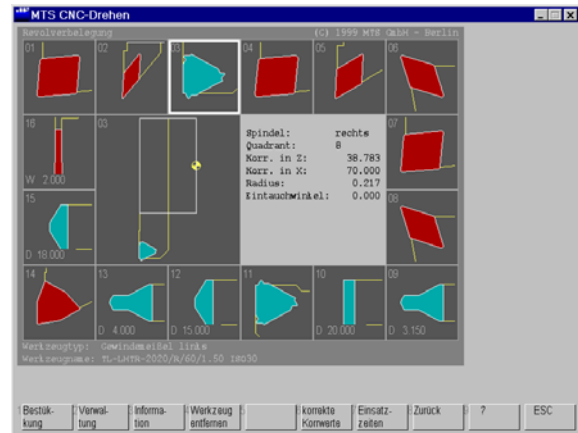 MTS CNC-Drehen
Revolverbelegung (C) 1999 MTS GmbH - Berlin
01 02 03 04 05 06
16 03 07
Spindel: rechts
Quadrant: 8
Korr. in Z: 38.783
Korr. in X: 70.000
Radius: 0.217
Eintauchwinkel: 0.000
W 2.000
15 08
D 18.000
14 13 12 11 10 09
D 4.000 D 15.000 D 20.000 D 3.150
Werkzeugtyp: Gewindemeißel links
Werkzeugname: TL-LHTR-2020/R/60/1.50 ISO30
Bestük- Verwal- Informa- Werkzeug korrekte Einsatz- Zurück ? ESC
kung tung tion entfernen Korrwerte zeiten